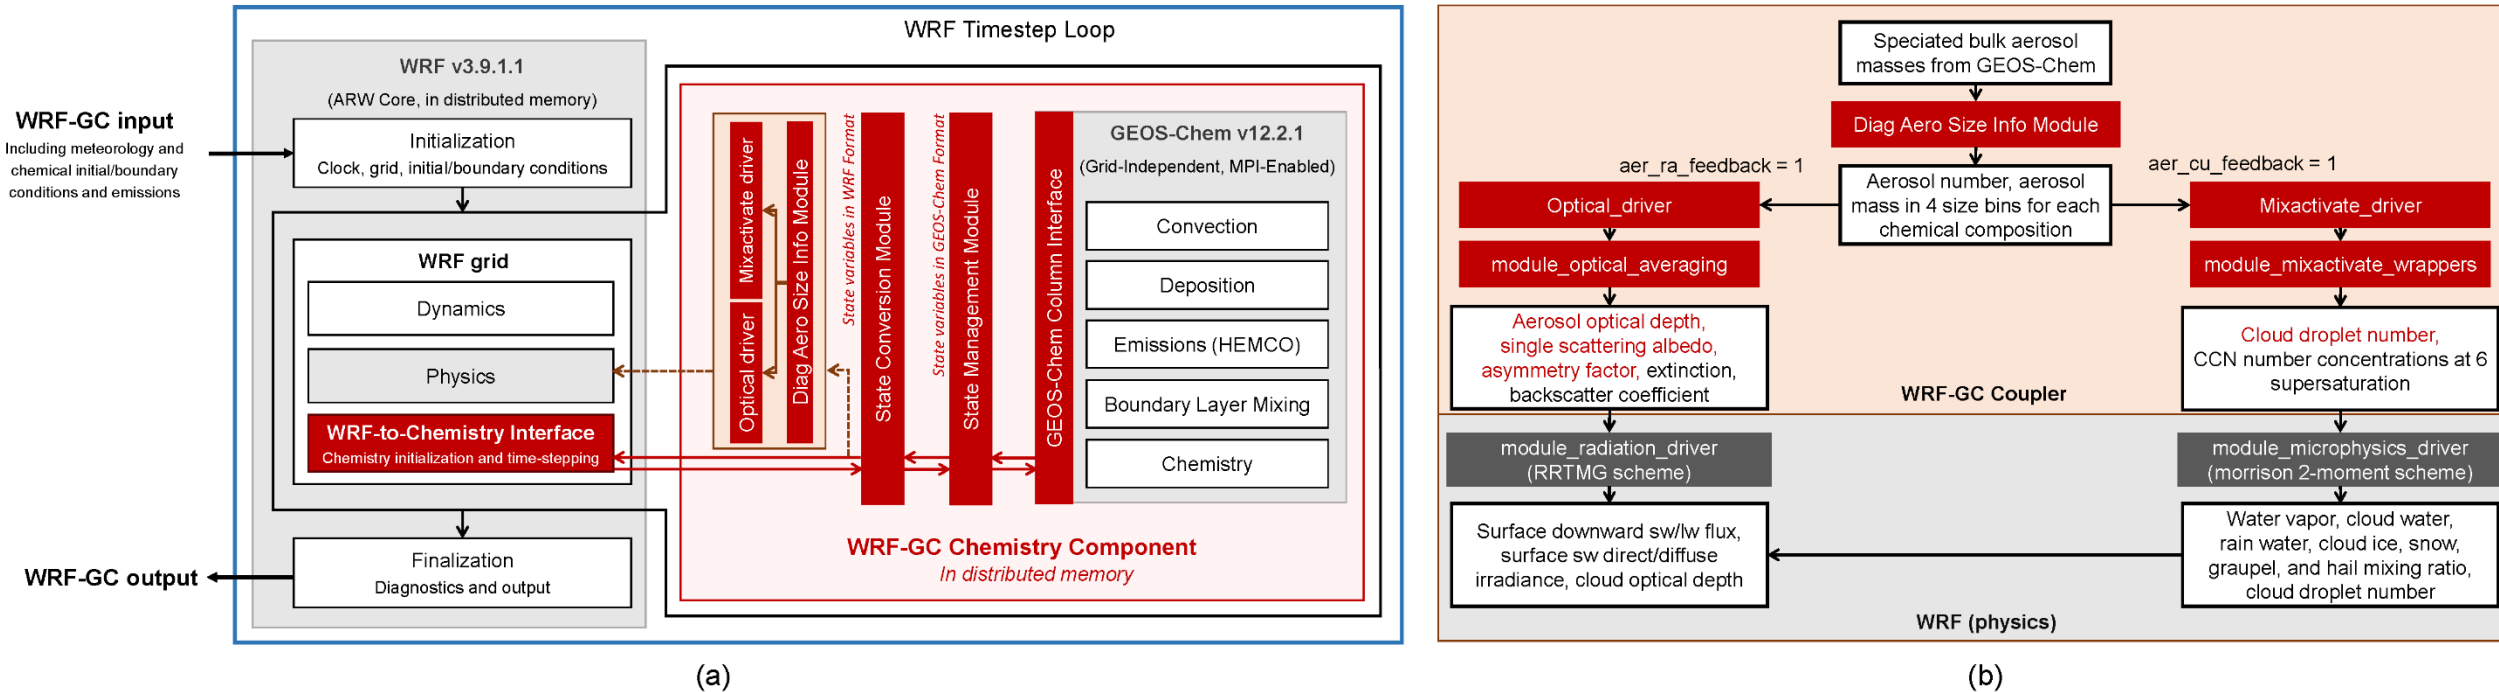 WRF Timestep Loop
WRF v3.9.1.1
(ARW Core, in distributed memory)
WRF-GC input
Including meteorology and
chemical initial/boundary
conditions and emissions
Initialization
Clock, grid, initial/boundary conditions
WRF grid
Dynamics
Physics
WRF-to-Chemistry Interface
Chemistry initialization and time-stepping
Finalization
Diagnostics and output
WRF-GC output
Mixactivate driver
Optical driver
Diag Aero Size Info Module
State variables in WRF Format
State Conversion Module
State variables in GEOS-Chem Format
State Management Module
GEOS-Chem Column Interface
GEOS-Chem v12.2.1
(Grid-Independent, MPI-Enabled)
Convection
Deposition
Emissions (HEMCO)
Boundary Layer Mixing
Chemistry
WRF-GC Chemistry Component
In distributed memory
(a)
Speciated bulk aerosol
masses from GEOS-Chem
Diag Aero Size Info Module
aer_ra_feedback = 1
aer_cu_feedback = 1
Aerosol number, aerosol
mass in 4 size bins for each
chemical composition
Optical_driver
Mixactivate_driver
module_optical_averaging
module_mixactivate_wrappers
Aerosol optical depth,
single scattering albedo,
asymmetry factor, extinction,
backscatter coefficient
Cloud droplet number,
CCN number concentrations at 6
supersaturation
WRF-GC Coupler
module_radiation_driver
(RRTMG scheme)
module_microphysics_driver
(morrison 2-moment scheme)
Surface downward sw/lw flux,
surface sw direct/diffuse
irradiance, cloud optical depth
Water vapor, cloud water,
rain water, cloud ice, snow,
graupel, and hail mixing ratio,
cloud droplet number
WRF (physics)
(b)